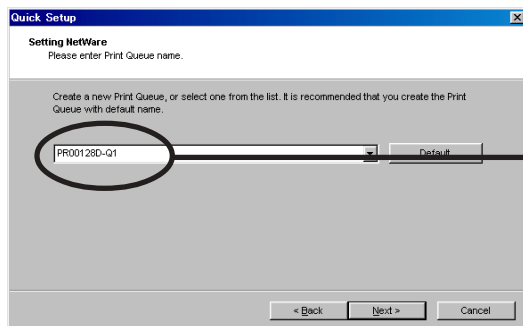 Quick Setup
Setting NetWare
Please enter Print Queue name.
Create a new Print Queue, or select one from the list. It is recommended that you create the Print
Queue with default name.
PR00128D-Q1
Default
< Back
Next >
Cancel